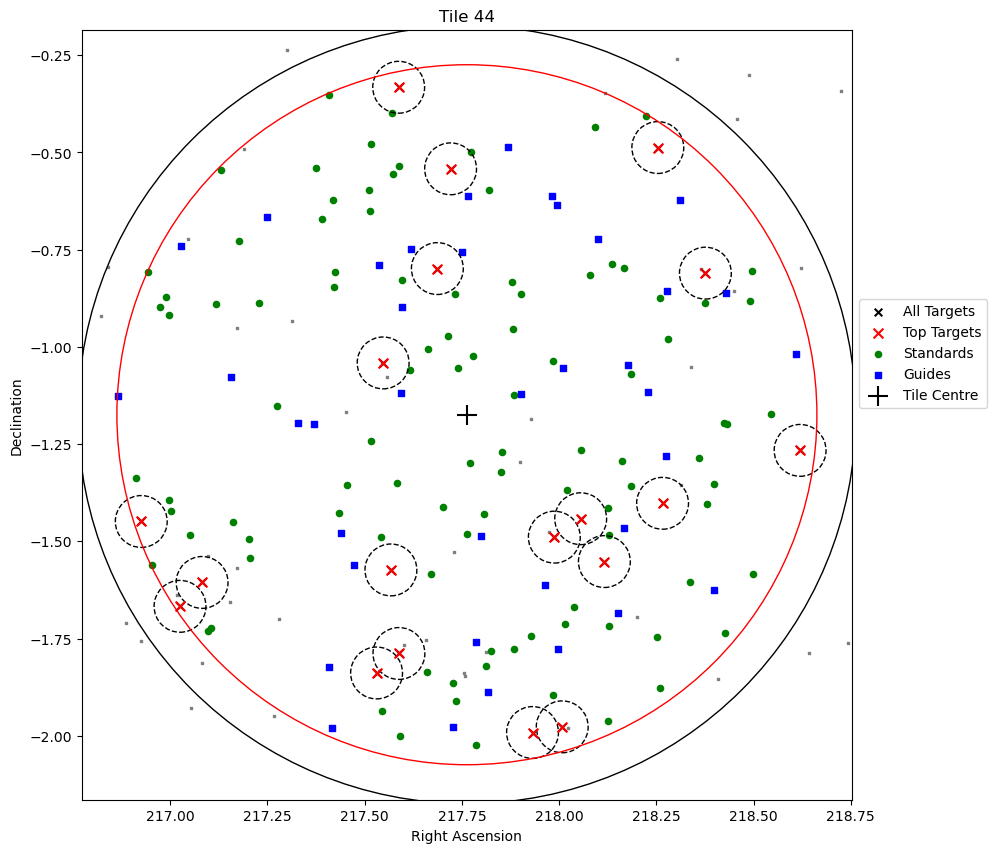 Tile 44
−0.25
−0.50
−0.75
−1.00
−1.25
−1.50
−1.75
−2.00
Declination
217.00 217.25 217.50 217.75 218.00 218.25 218.50 218.75
Right Ascension
All Targets
Top Targets
Standards
Guides
Tile Centre